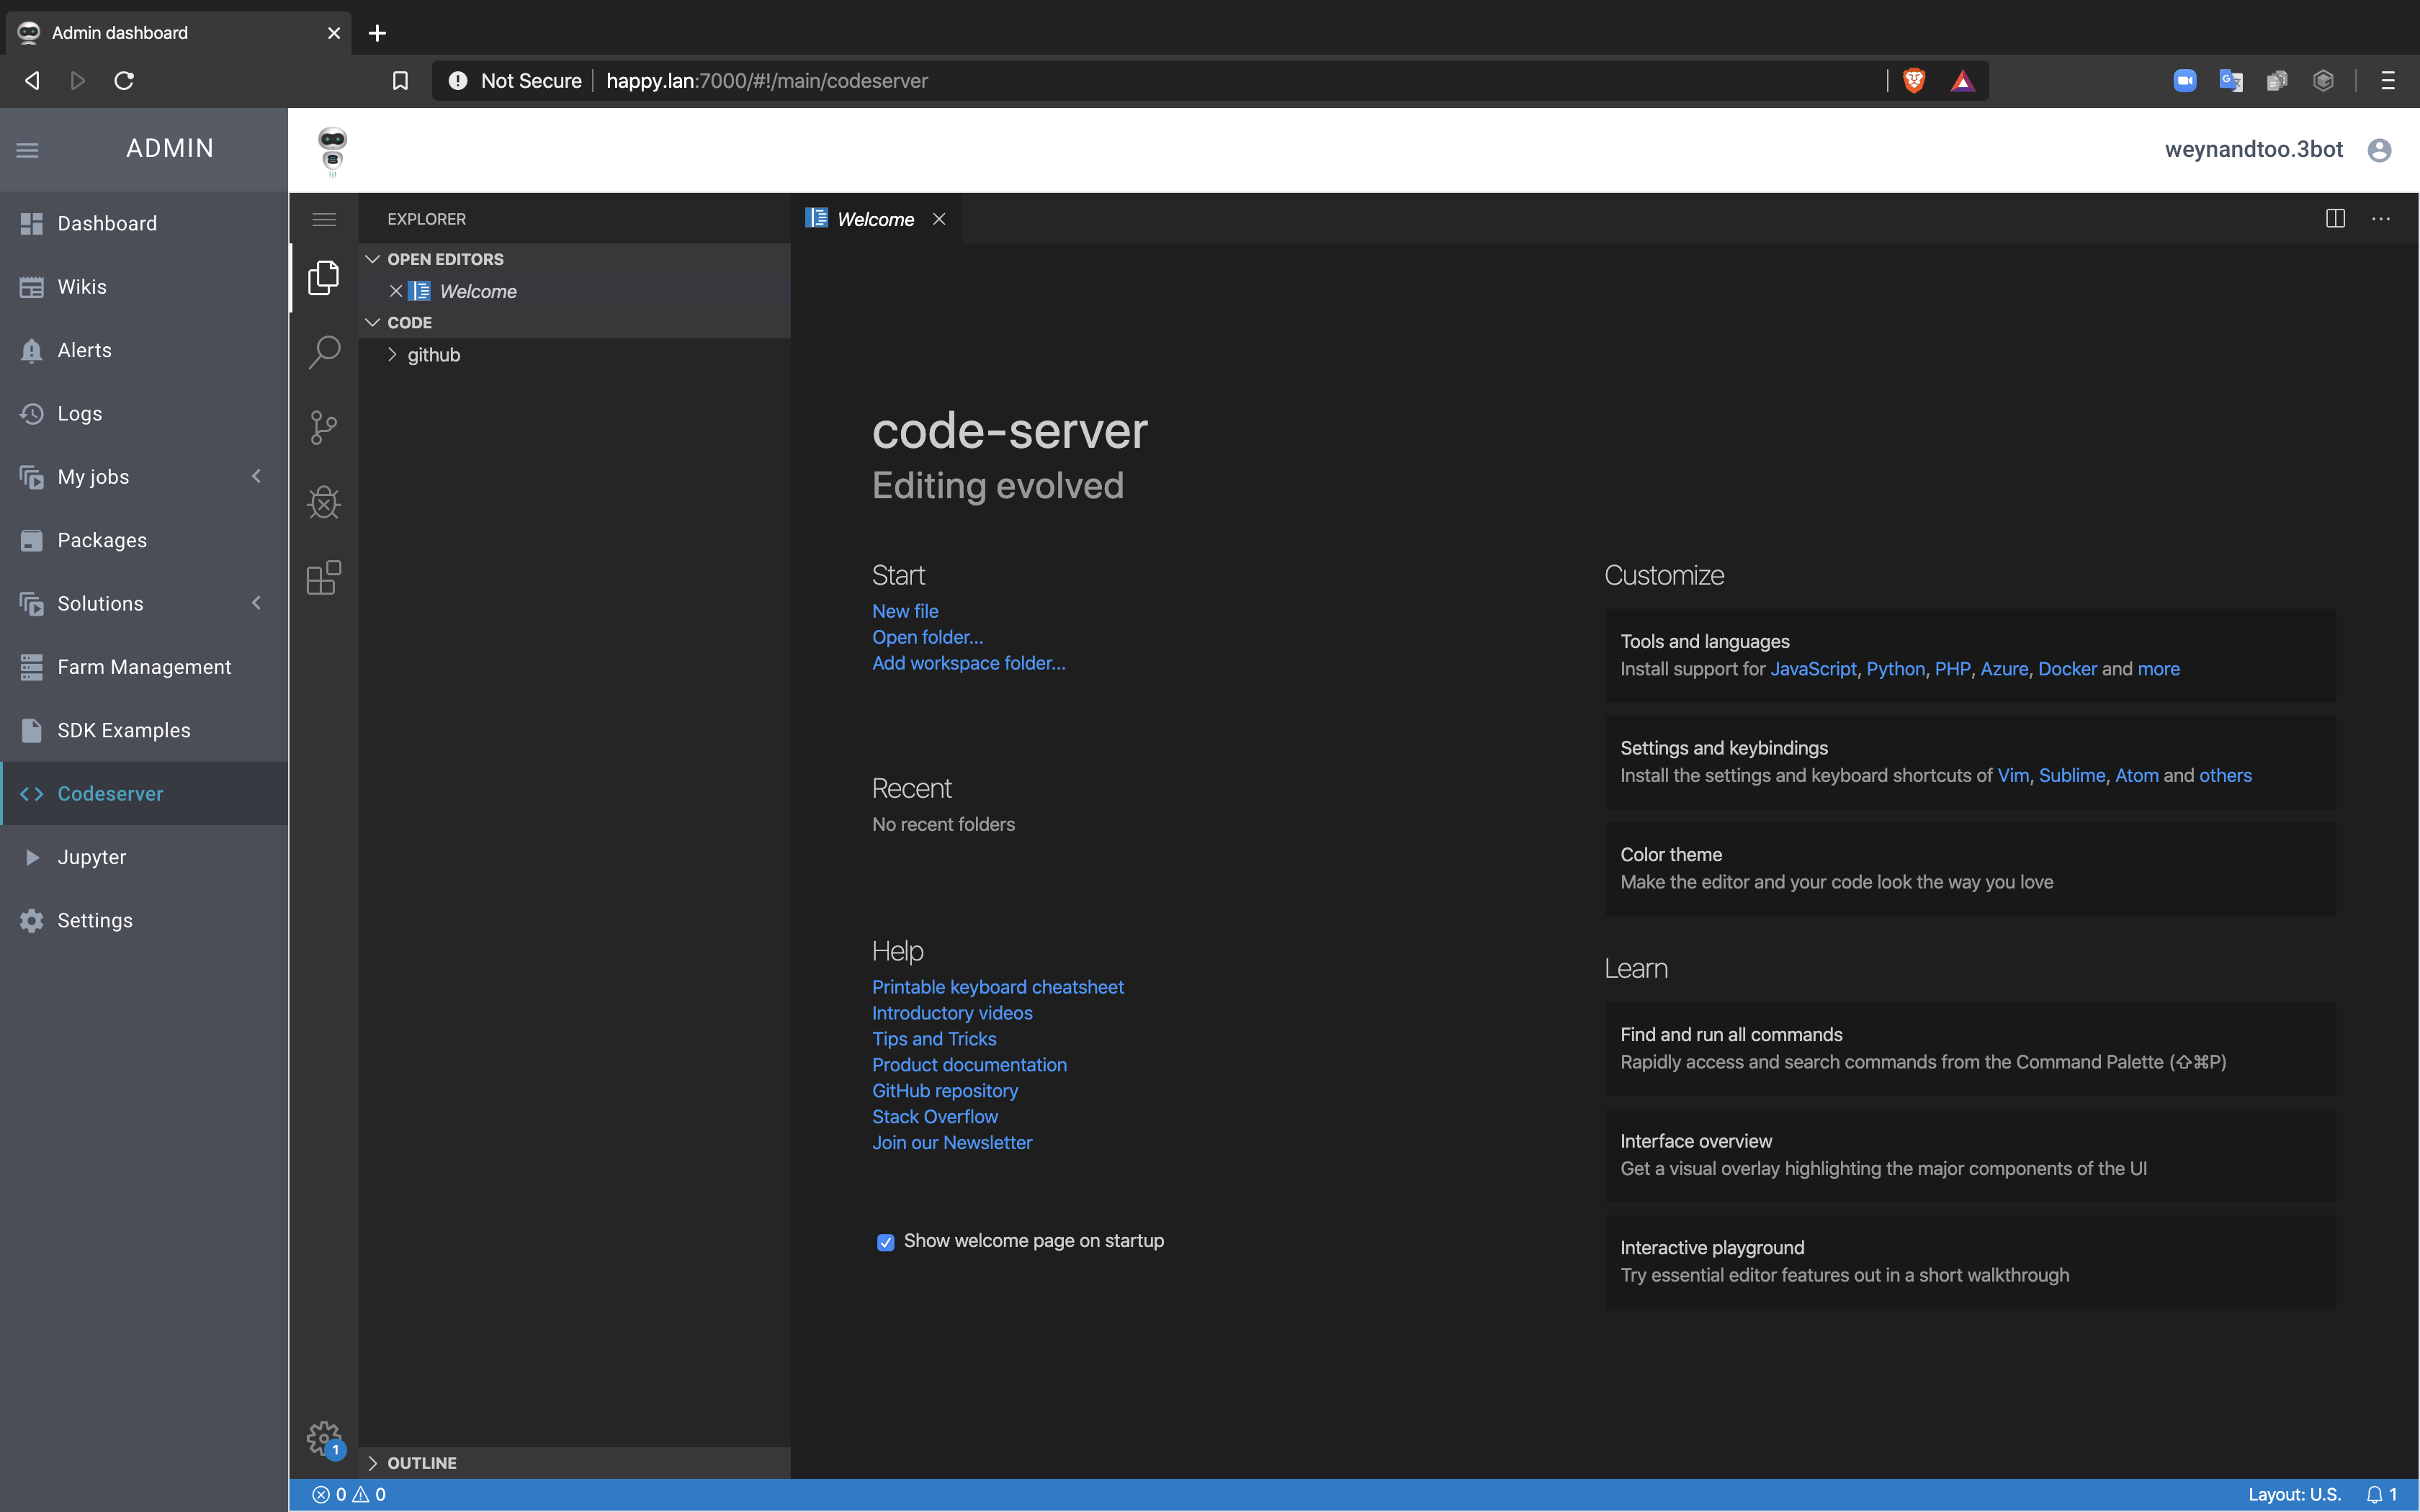 Admin dashboard
Not Secure happy.lan:7000/#!/main/codeserver
ADMIN
weynandtoo.3bot
Dashboard
Wikis
Alerts
Logs
My jobs
Packages
Solutions
Farm Management
SDK Examples
Codeserver
Jupyter
Settings
EXPLORER
OPEN EDITORS
Welcome
CODE
github
OUTLINE
Welcome
code-server
Editing evolved
Start
New file
Open folder...
Add workspace folder...
Recent
No recent folders
Help
Printable keyboard cheatsheet
Introductory videos
Tips and Tricks
Product documentation
GitHub repository
Stack Overflow
Join our Newsletter
Show welcome page on startup
Customize
Tools and languages
Install support for JavaScript, Python, PHP, Azure, Docker and more
Settings and keybindings
Install the settings and keyboard shortcuts of Vim, Sublime, Atom and others
Color theme
Make the editor and your code look the way you love
Learn
Find and run all commands
Rapidly access and search commands from the Command Palette (⇧⌘P)
Interface overview
Get a visual overlay highlighting the major components of the UI
Interactive playground
Try essential editor features out in a short walkthrough
1
0 0
Layout: U.S. 1